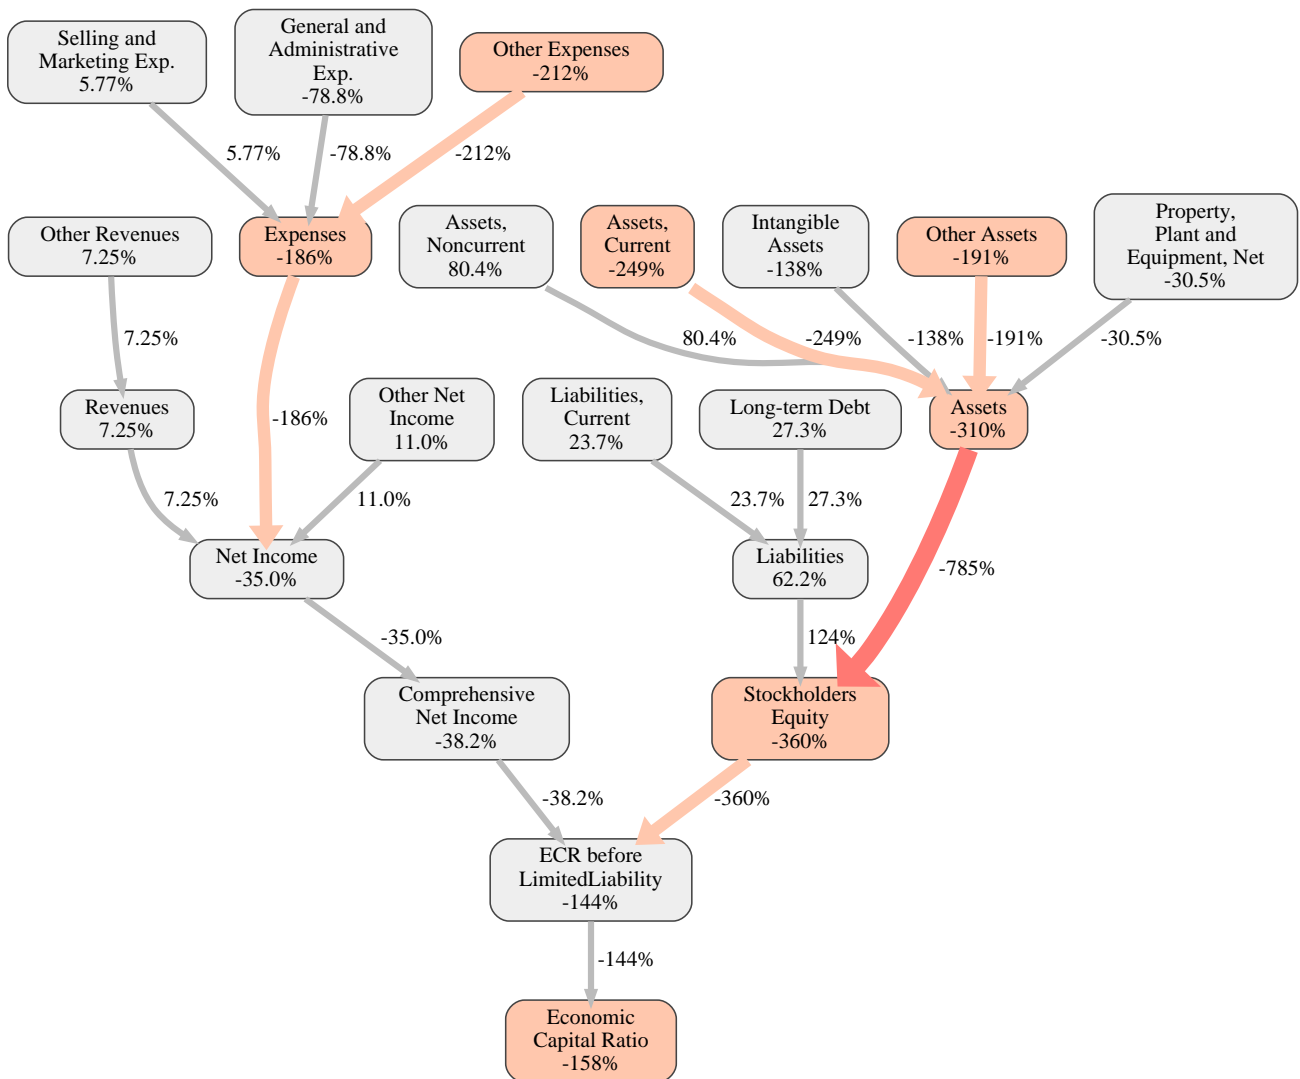 Selling and
Marketing Exp.
5.77%
General and
Administrative
Exp.
-78.8%
Other Expenses
-212%
5.77%
-78.8%
-212%
Other Revenues
7.25%
Expenses
-186%
Assets,
Noncurrent
80.4%
Assets,
Current
-249%
Intangible
Assets
-138%
Other Assets
-191%
Property,
Plant and
Equipment, Net
-30.5%
7.25%
80.4%
-249%
-138%
-191%
-30.5%
Revenues
7.25%
-186%
Other Net
Income
11.0%
Liabilities,
Current
23.7%
Long-term Debt
27.3%
Assets
-310%
7.25%
11.0%
23.7%
27.3%
Net Income
-35.0%
Liabilities
62.2%
-785%
-35.0%
124%
Comprehensive
Net Income
-38.2%
Stockholders
Equity
-360%
-38.2%
-360%
ECR before
LimitedLiability
-144%
-144%
Economic
Capital Ratio
-158%